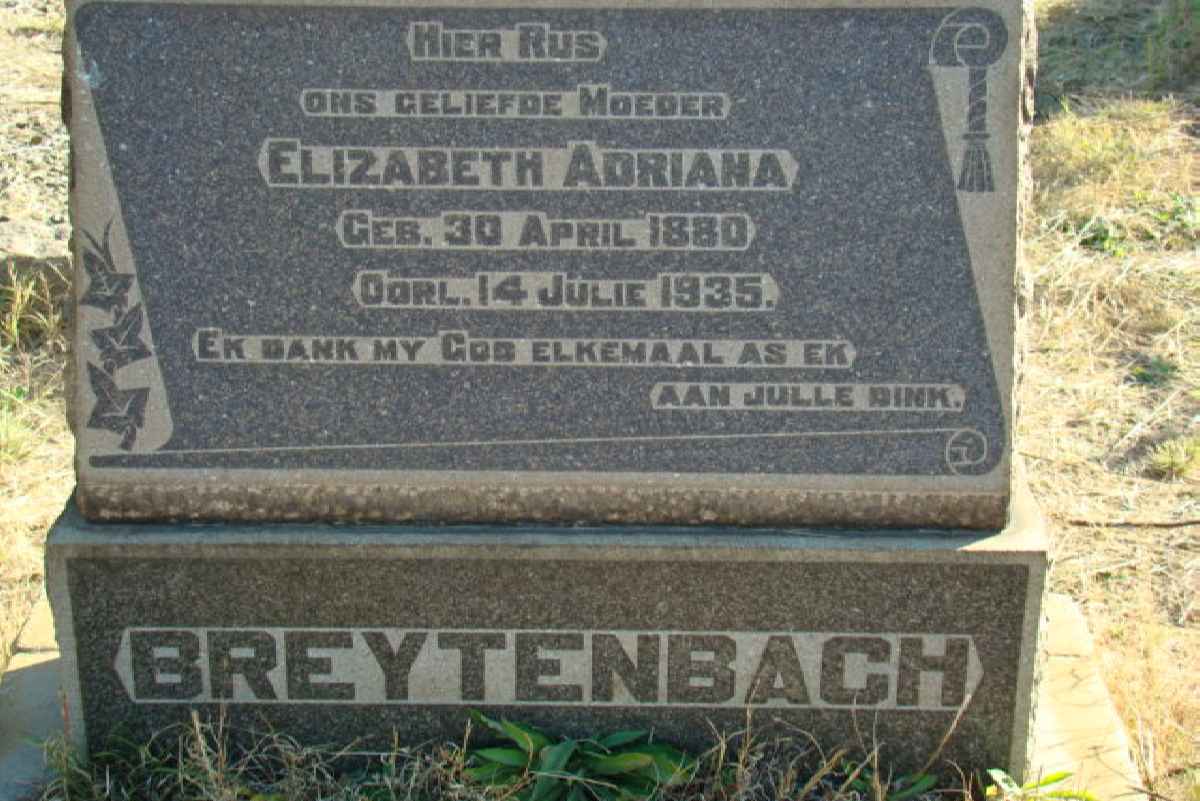 Hier Rus
ons geliefde Moeder
Elizabeth Adriana
Geb. 30 April 1880
Oorl. 14 Julie 1935.
Ek dank my God elkemaal as ek
aan julle dink.
BREYTENBACH